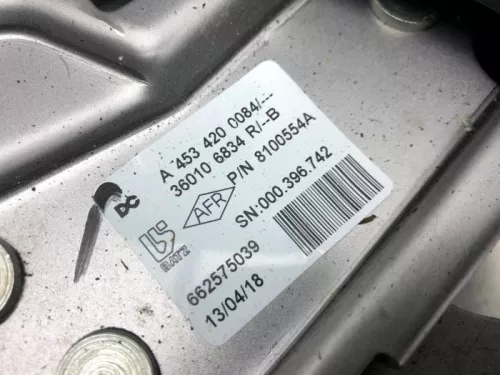 A 453 420 0084/---
36010 6834 R/--B
P/N 8100554A
AFR
SN:000.396.742
DC
BATZ
662575039
13/04/18